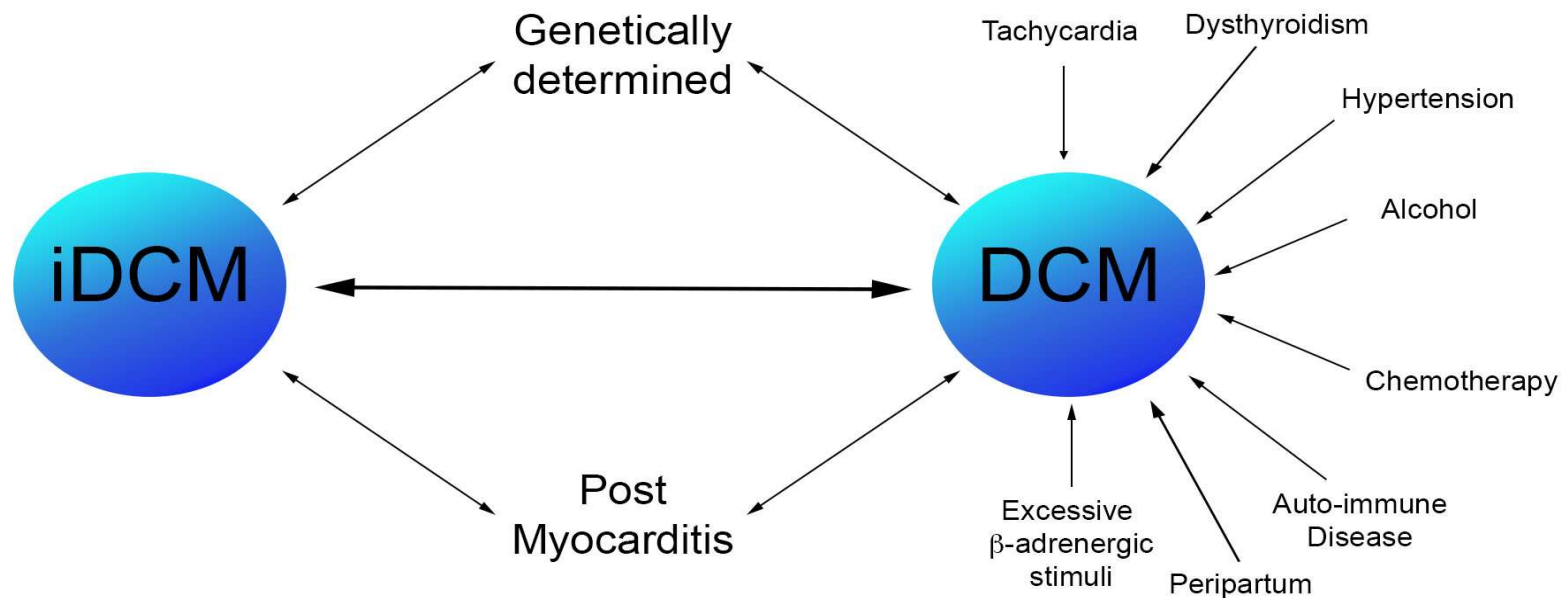 Genetically
determined
Tachycardia
Dysthyroidism
Hypertension
Alcohol
iDCM
DCM
Chemotherapy
Post
Myocarditis
Excessive
β-adrenergic
stimuli
Auto-immune
Disease
Peripartum